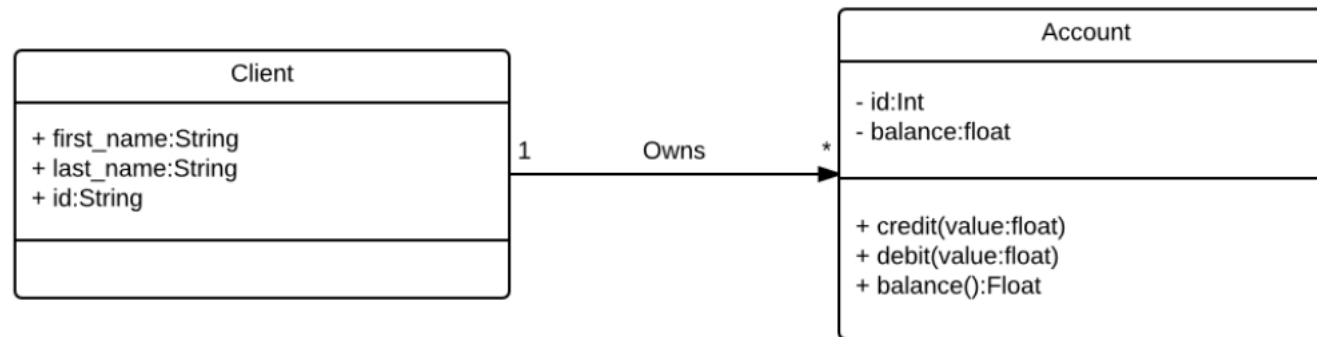 Client
+ first_name:String
+ last_name:String
+ id:String
1
Owns
*
Account
- id:Int
- balance:float
+ credit(value:float)
+ debit(value:float)
+ balance():Float